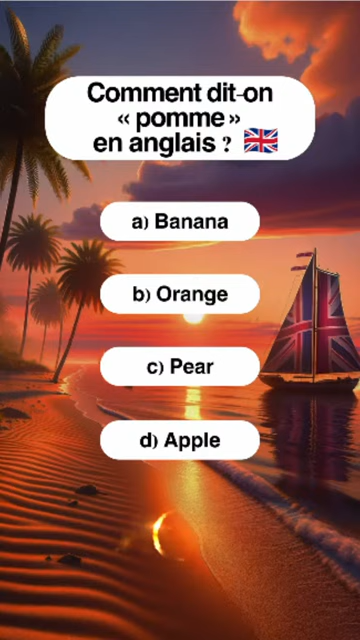 Comment dit-on
« pomme »
en anglais ? 🇬🇧
a) Banana
b) Orange
c) Pear
d) Apple